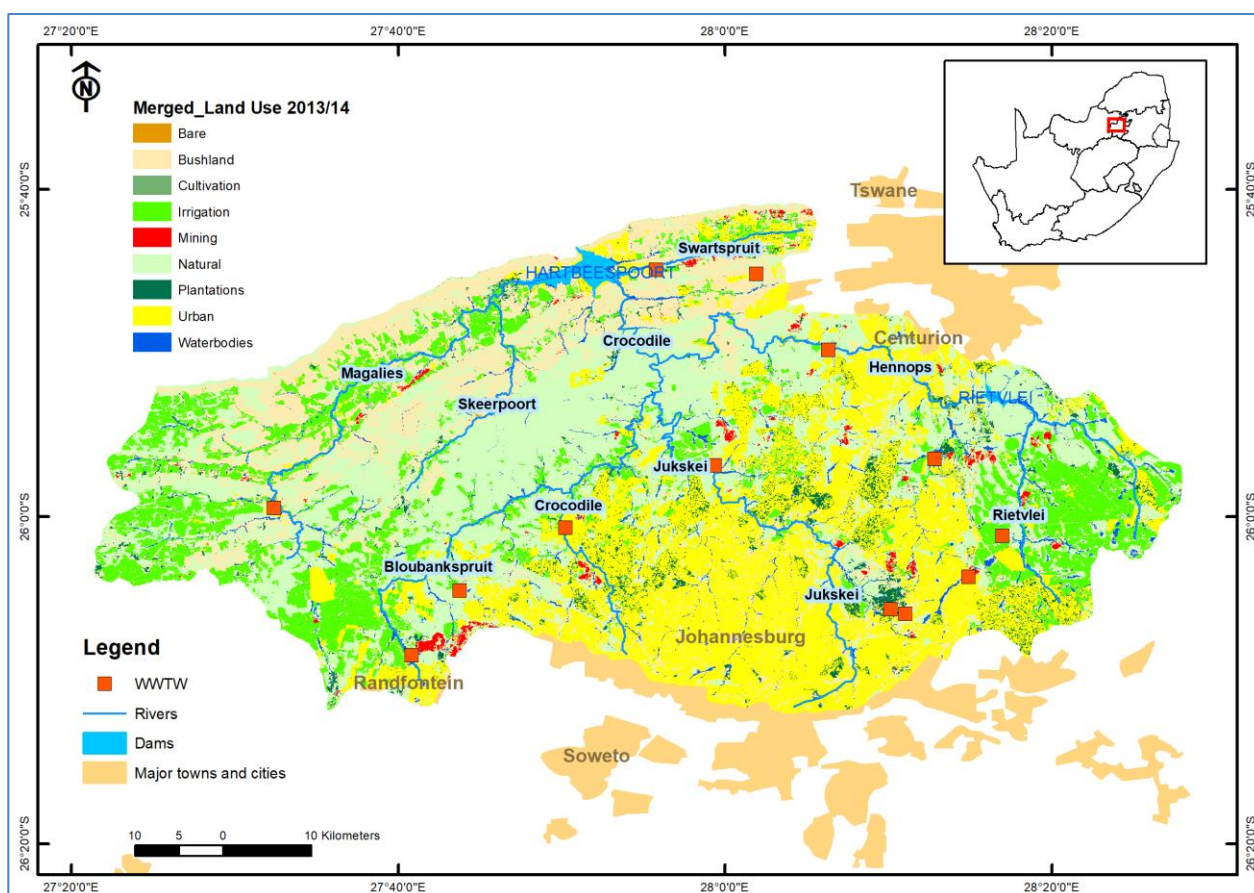 27°20'0"E
27°40'0"E
28°0'0"E
28°20'0"E
N
Merged_Land Use 2013/14
Bare
Bushland
Cultivation
Irrigation
Mining
Natural
Plantations
Urban
Waterbodies
25°40'0"S
25°40'0"S
Tswane
Swartspruit
HARTBEESPOORT
Crocodile
Centurion
Magalies
Hennops
Skeerpoort
RIETVLEI
Jukskei
Crocodile
26°0'0"S
26°0'0"S
Rietvlei
Bloubankspruit
Jukskei
Johannesburg
Randfontein
Soweto
Legend
WWTW
Rivers
Dams
Major towns and cities
10 5 0 10 Kilometers
26°20'0"S
26°20'0"S
27°20'0"E
27°40'0"E
28°0'0"E
28°20'0"E